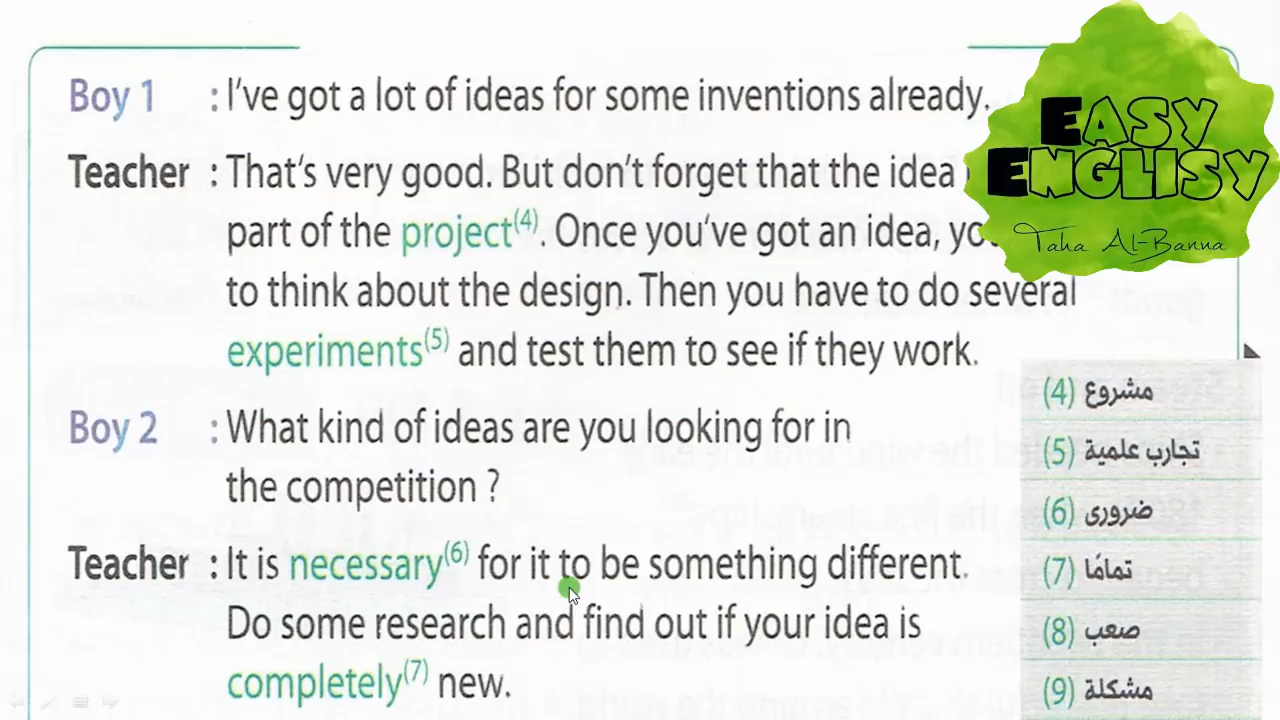 Boy 1 : I've got a lot of ideas for some inventions already.
Teacher : That's very good. But don't forget that the idea
part of the project(4). Once you've got an idea,
to think about the design. Then you have to do several
experiments(5) and test them to see if they work.
Boy 2 : What kind of ideas are you looking for in
the competition ?
Teacher : It is necessary(6) for it to be something different.
Do some research and find out if your idea is
completely(7) new.
EASY
ENGLISY
Taha Al-Banna
(4) مشروع
(5) تجارب علمية
(6) ضرورى
(7) تمامًا
(8) صعب
(9) مشكلة